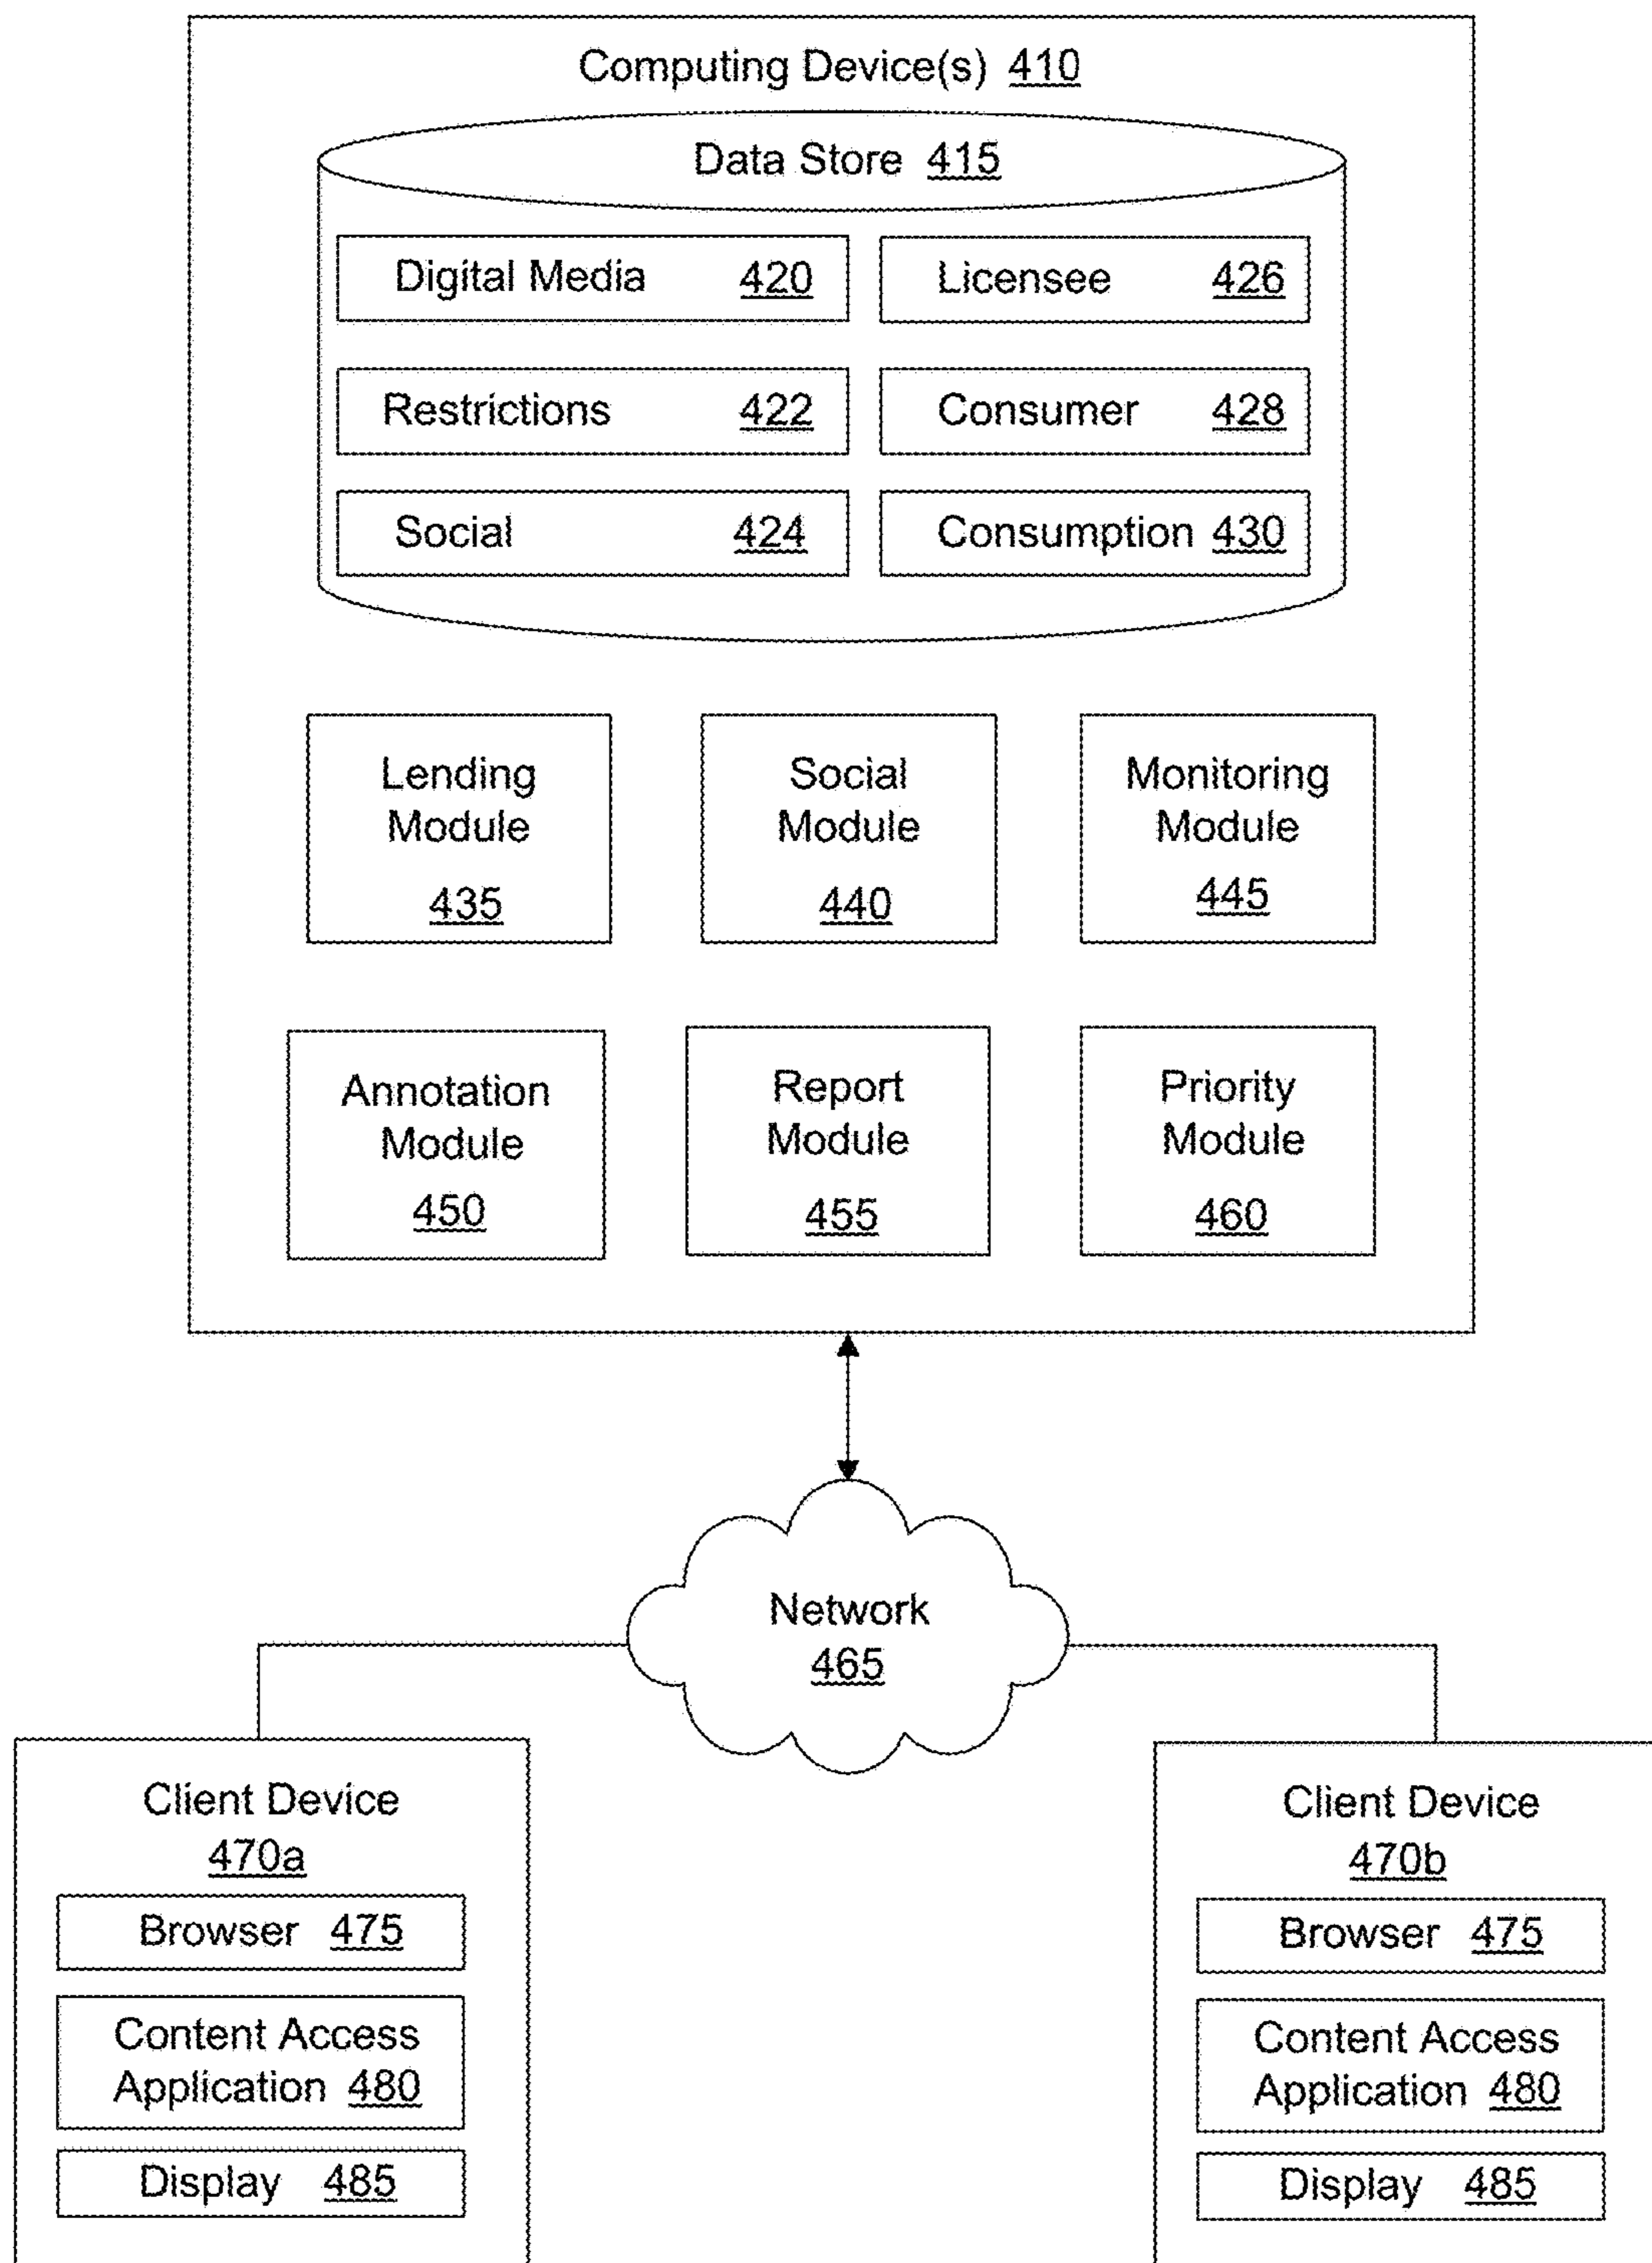 Computing Device(s) 410
Data Store 415
Digital Media 420
Licensee 426
Restrictions 422
Consumer 428
Social 424
Consumption 430
Lending
Module
435
Social
Module
440
Monitoring
Module
445
Annotation
Module
450
Report
Module
455
Priority
Module
460
Network
465
Client Device
470a
Browser 475
Content Access
Application 480
Display 485
Client Device
470b
Browser 475
Content Access
Application 480
Display 485